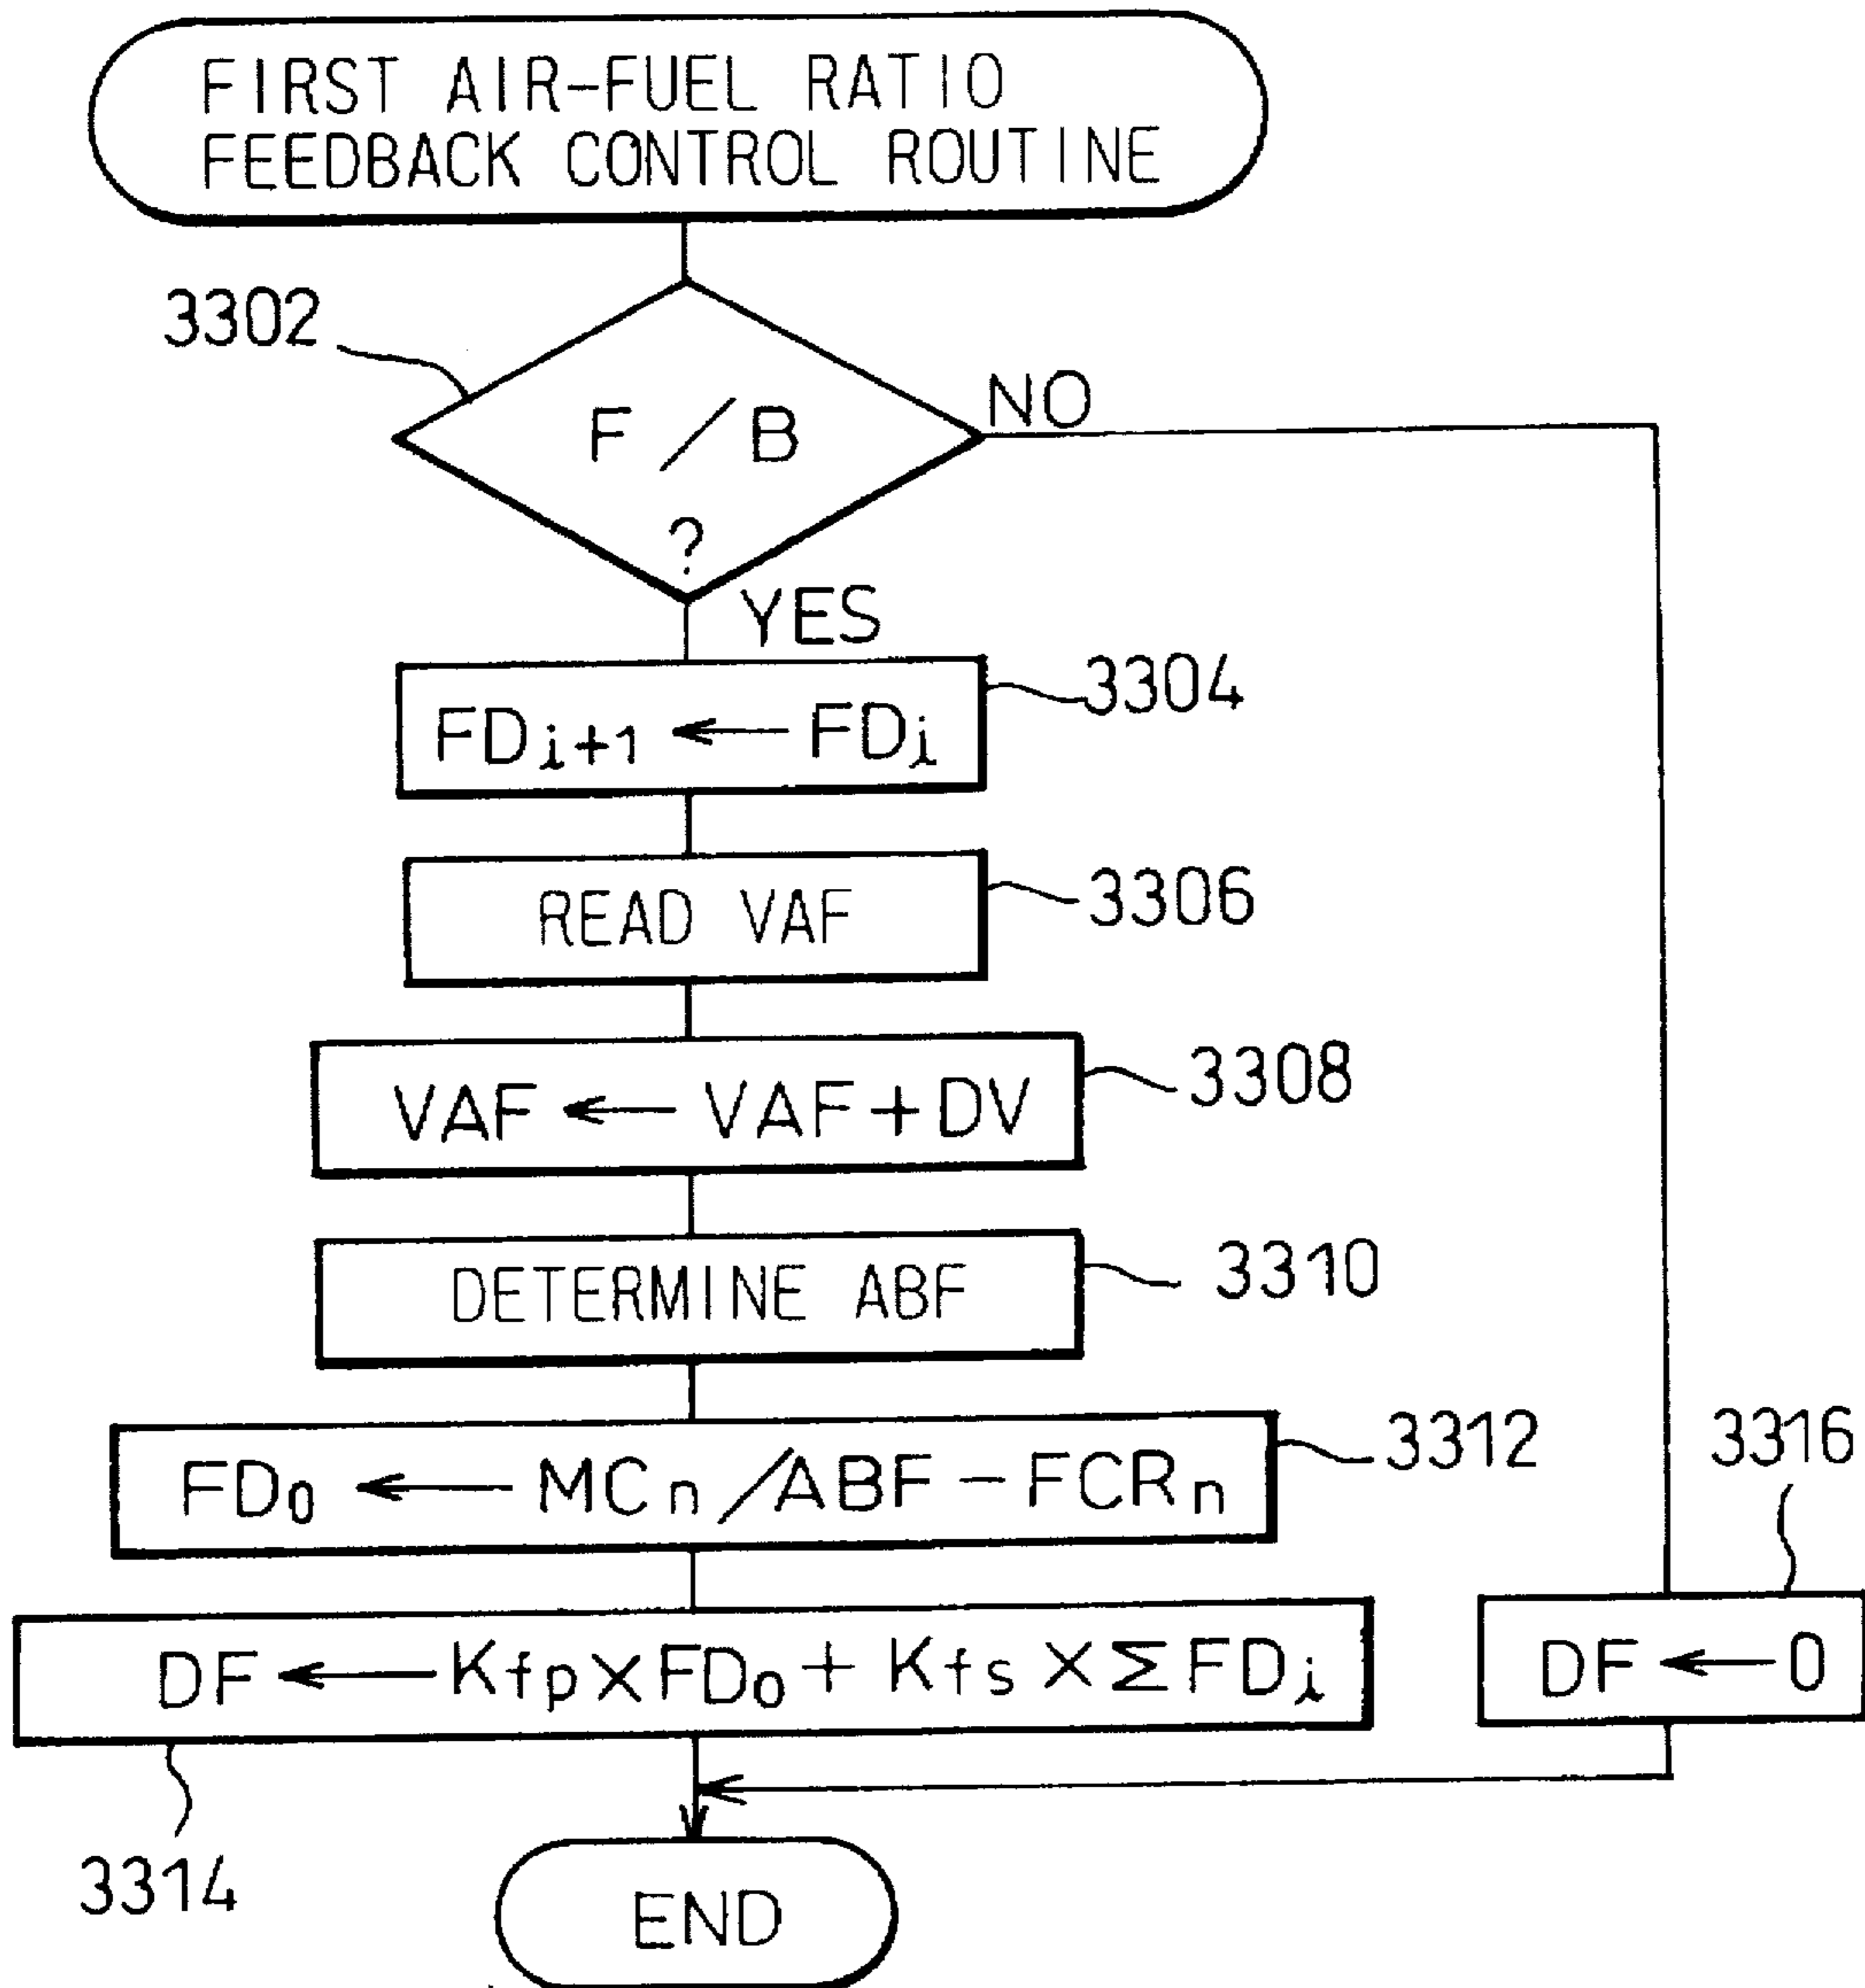 FIRST AIR-FUEL RATIO
FEEDBACK CONTROL ROUTINE
3302
F/B
?
NO
YES
3304
FDi+1 ← FDi
3306
READ VAF
3308
VAF ← VAF+DV
3310
DETERMINE ABF
3312
FD0 ← MCn/ABF-FCRn
3316
DF ← Kfp×FD0+Kfs×ΣFDi
DF ← 0
3314
END